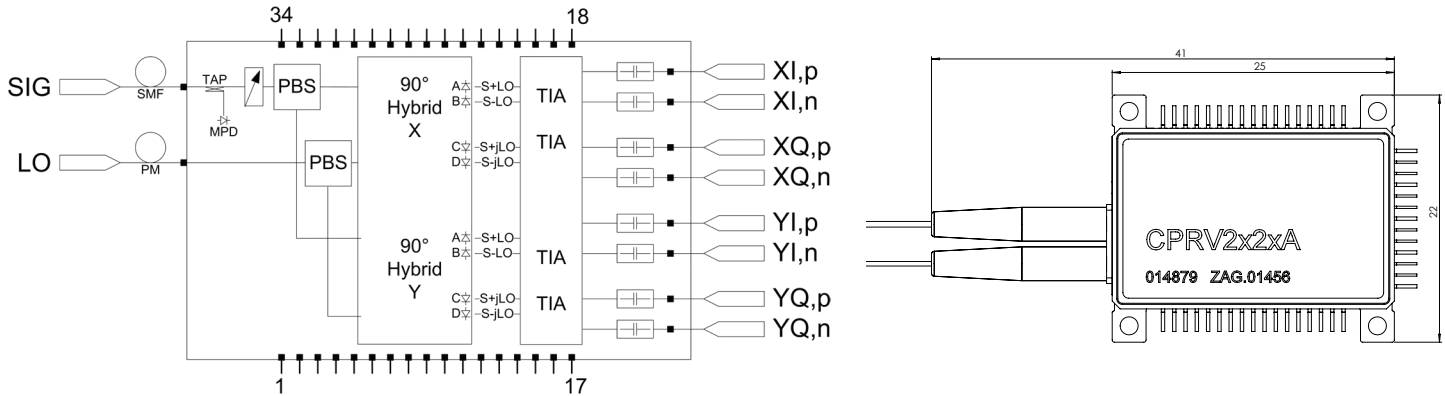 34 18
SIG
SMF
TAP
MPD
PBS
LO
PM
PBS
90°
Hybrid
X
A S+LO
B S-LO
C S+jLO
D S-jLO
90°
Hybrid
Y
A S+LO
B S-LO
C S+jLO
D S-jLO
TIA
TIA
TIA
TIA
XI,p
XI,n
XQ,p
XQ,n
YI,p
YI,n
YQ,p
YQ,n
1 17
41
25
22
CPRV2x2xA
014879 ZAG.01456